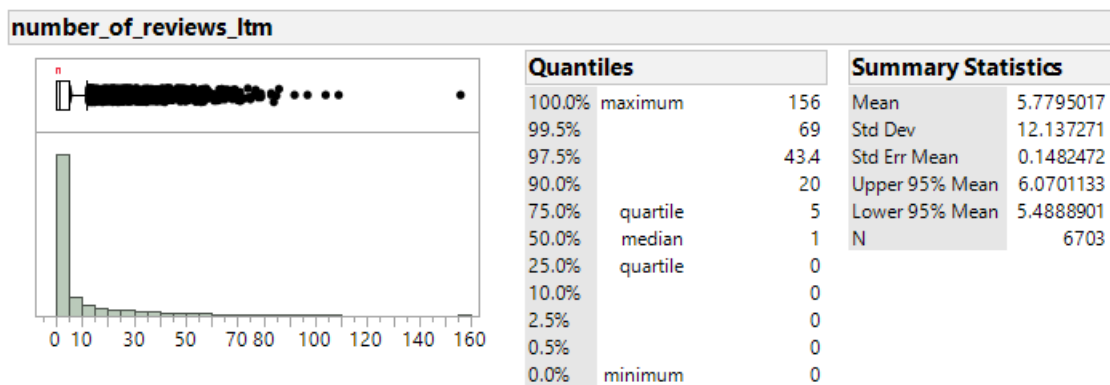 number_of_reviews_ltm
n
0 10 30 50 70 80 100 120 140 160
Quantiles
100.0% maximum 156
99.5% 69
97.5% 43.4
90.0% 20
75.0% quartile 5
50.0% median 1
25.0% quartile 0
10.0% 0
2.5% 0
0.5% 0
0.0% minimum 0
Summary Statistics
Mean 5.7795017
Std Dev 12.137271
Std Err Mean 0.1482472
Upper 95% Mean 6.0701133
Lower 95% Mean 5.4888901
N 6703